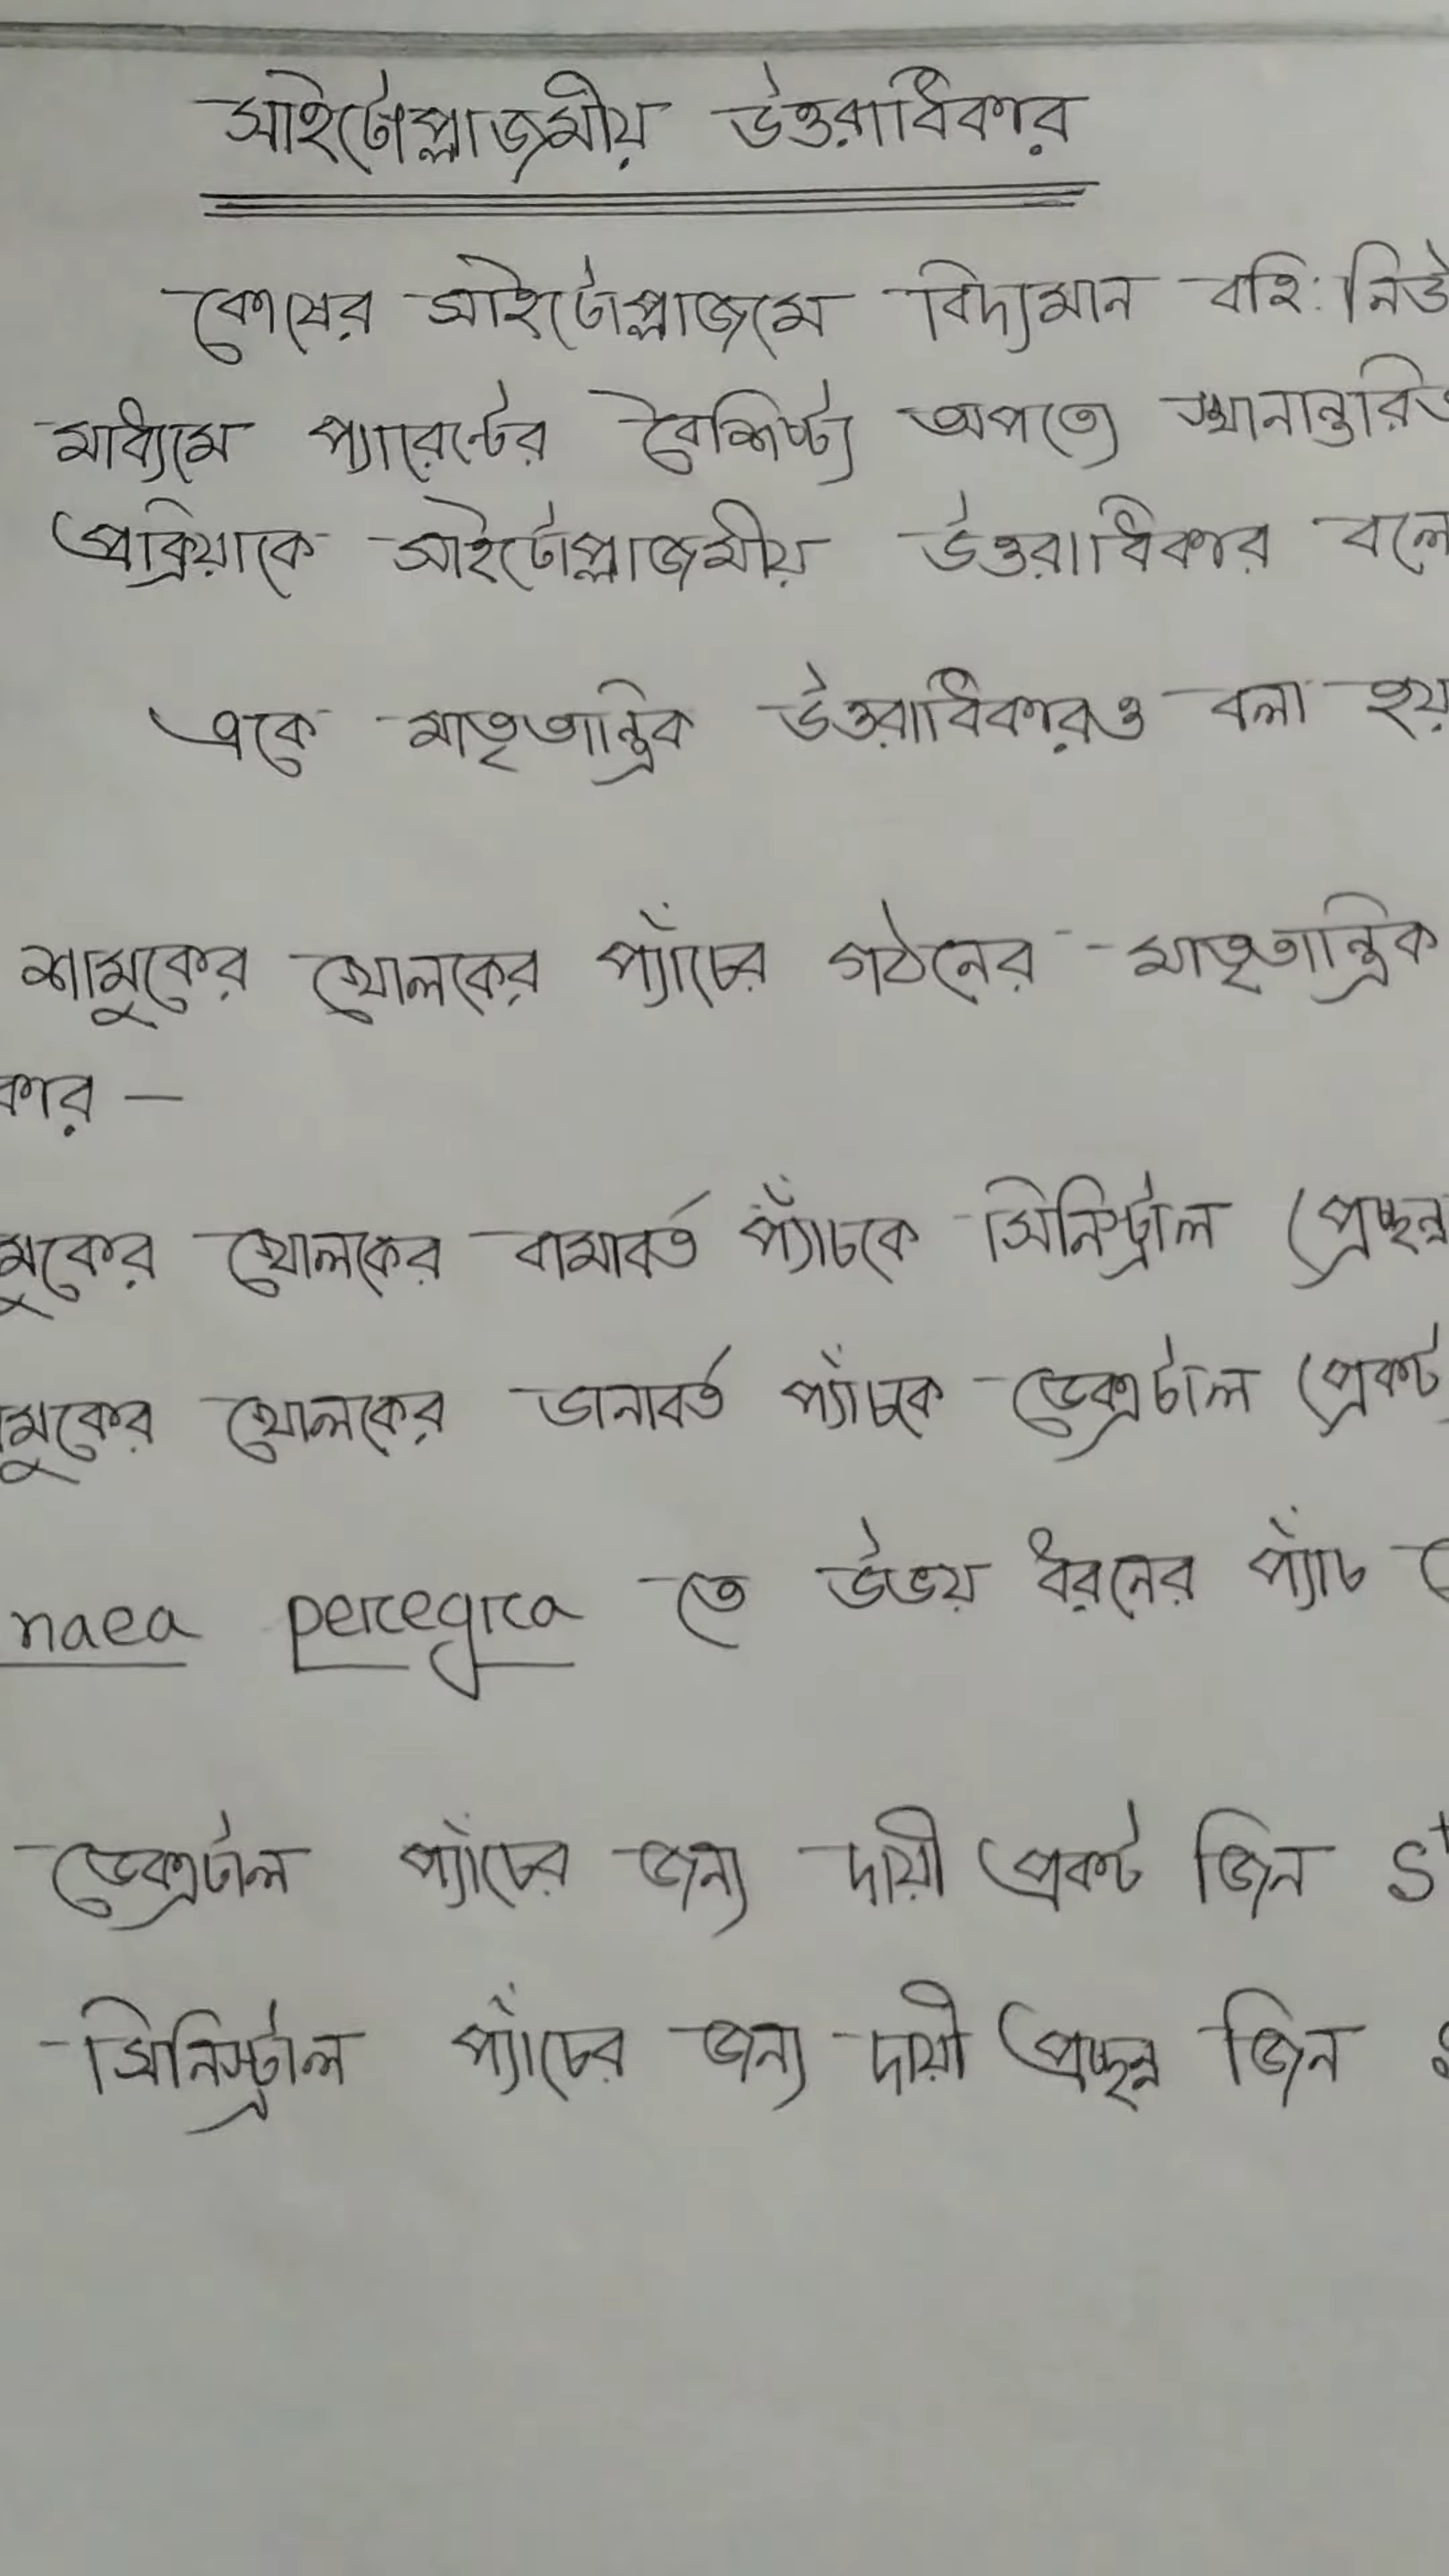 সাইটোপ্লাজমীয় উত্তরাধিকার
কোষের সাইটোপ্লাজমে বিদ্যমান বহি: নিউ
মাধ্যমে প্যারেন্টের বৈশিষ্ট্য অপত্যে স্থানান্তরিত
প্রক্রিয়াকে সাইটোপ্লাজমীয় উত্তরাধিকার বলে
একে মাতৃতান্ত্রিক উত্তরাধিকারও বলা হয়
শামুকের খোলকের প্যাঁচের গঠনের মাতৃতান্ত্রিক
কার —
মুকের খোলকের বামাবর্ত প্যাঁচকে সিনিস্ট্রাল (প্রচ্ছন্ন
মুকের খোলকের ডানাবর্ত প্যাঁচকে ডেক্সট্রাল (প্রকট
naea peregra তে উভয় ধরনের প্যাঁচ
ডেক্সট্রাল প্যাঁচের জন্য দায়ী প্রকট জিন S+
সিনিস্ট্রাল প্যাঁচের জন্য দায়ী প্রচ্ছন্ন জিন